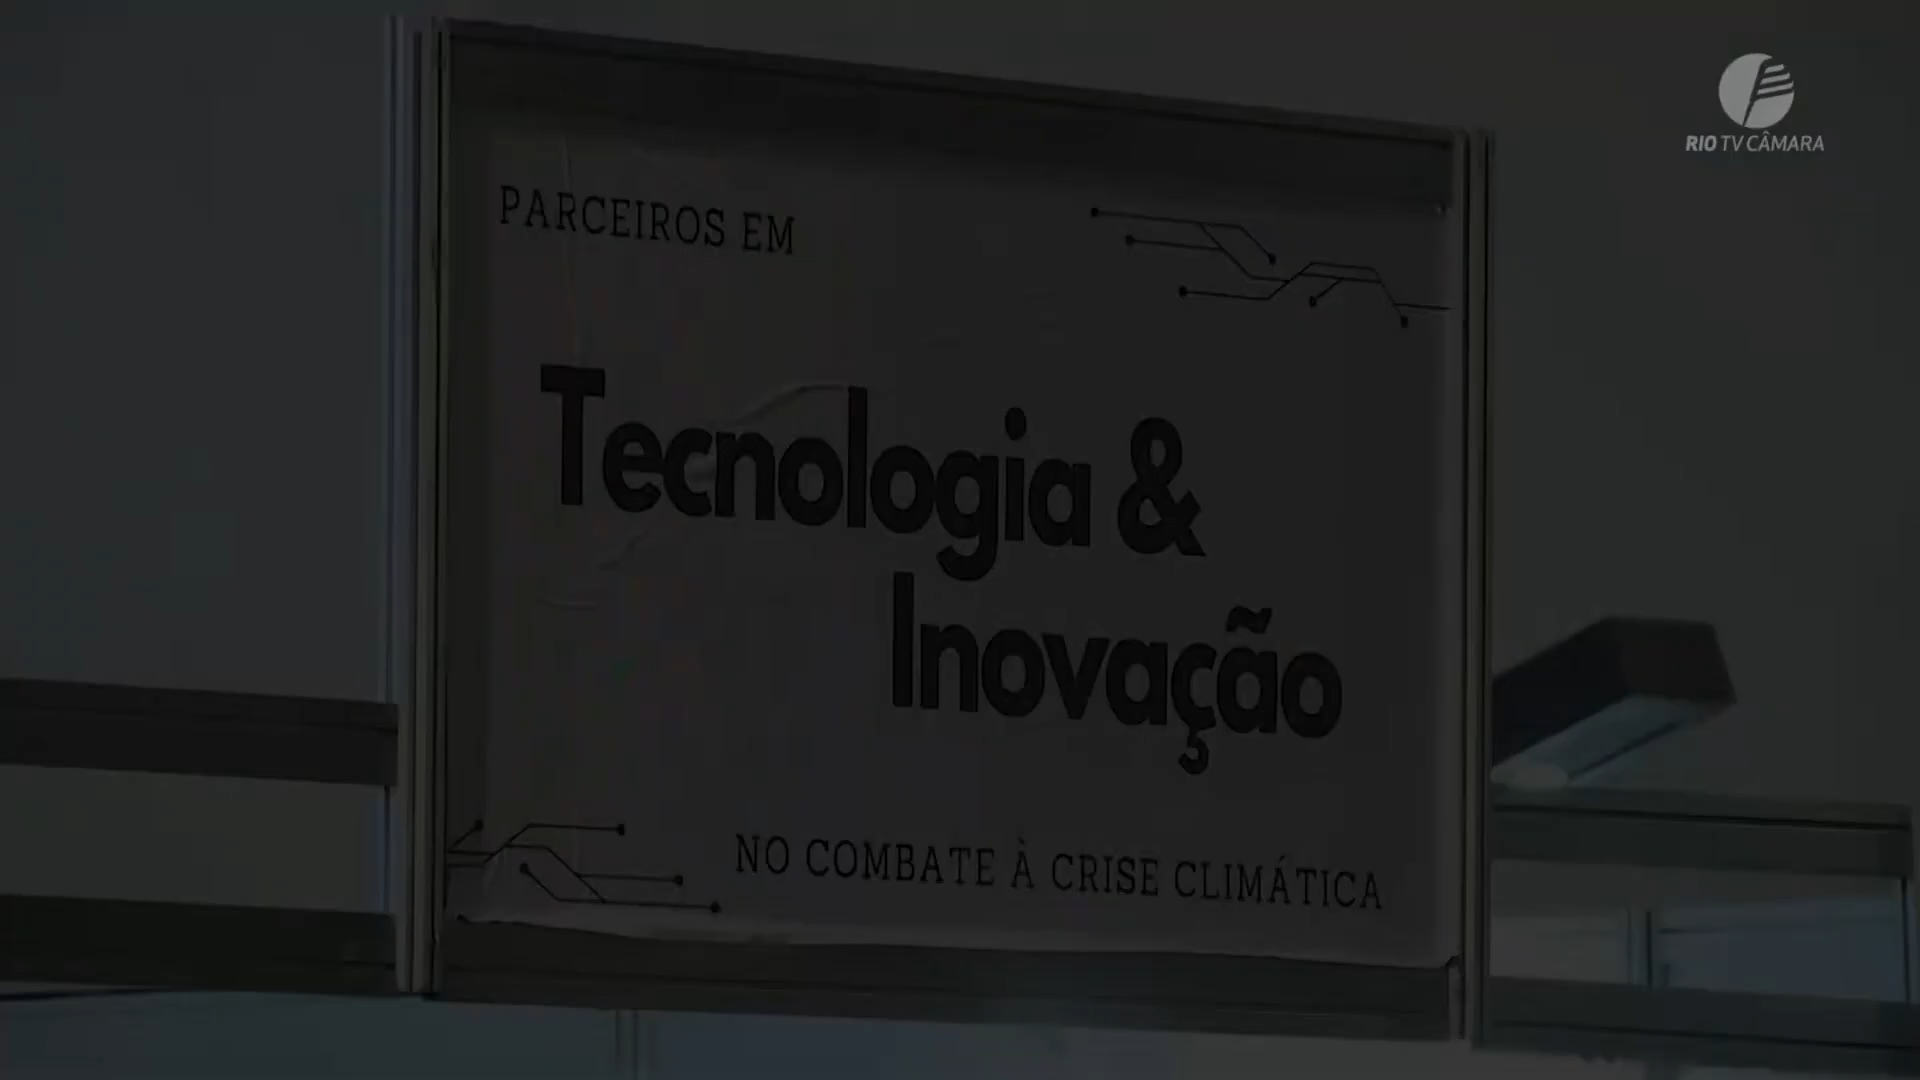 RIO TV CÂMARA
PARCEIROS EM
Tecnologia &
Inovação
NO COMBATE À CRISE CLIMÁTICA